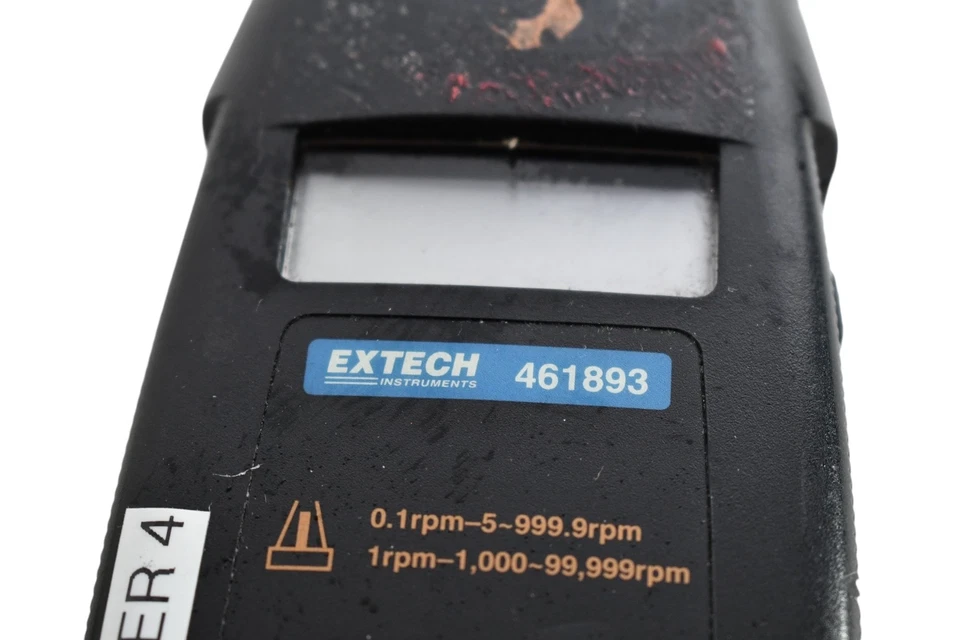 EXTECH
INSTRUMENTS
461893
0.1rpm–5~999.9rpm
1rpm–1,000~99,999rpm
ER 4